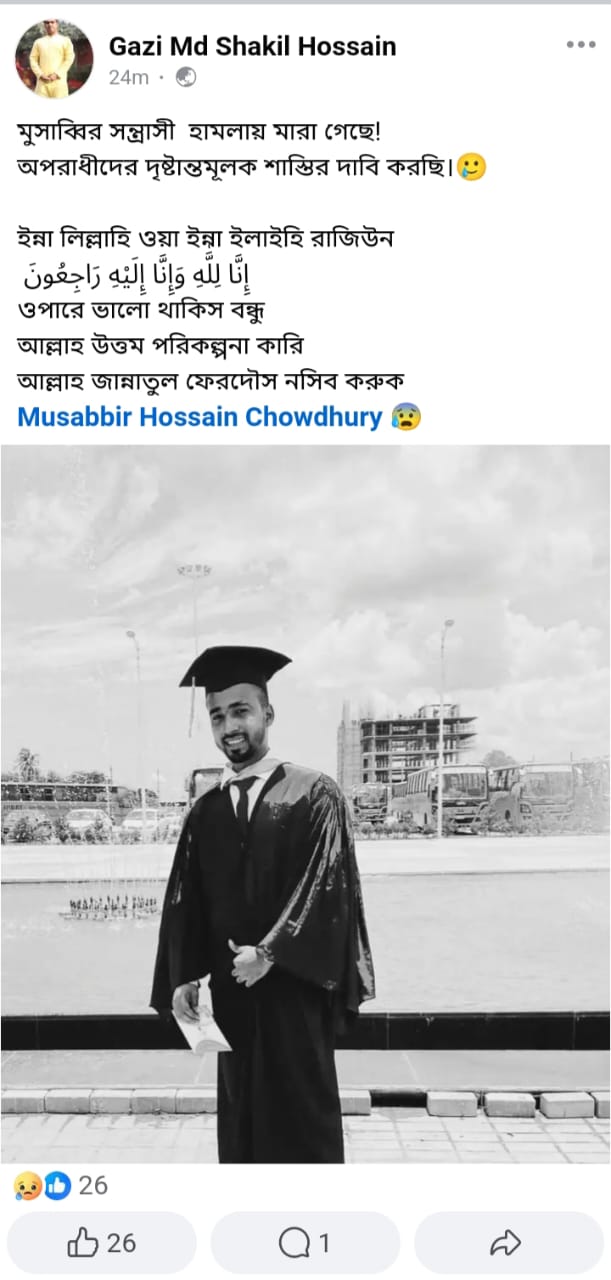 Gazi Md Shakil Hossain
24m
মুসাব্বির সন্ত্রাসী হামলায় মারা গেছে!
অপরাধীদের দৃষ্টান্তমূলক শাস্তির দাবি করছি।🥲
ইন্না লিল্লাহি ওয়া ইন্না ইলাইহি রাজিউন
إِنَّا لِلَّهِ وَإِنَّا إِلَيْهِ رَاجِعُونَ
ওপারে ভালো থাকিস বন্ধু
আল্লাহ উত্তম পরিকল্পনা কারি
আল্লাহ জান্নাতুল ফেরদৌস নসিব করুক
Musabbir Hossain Chowdhury 😰
26
26
1